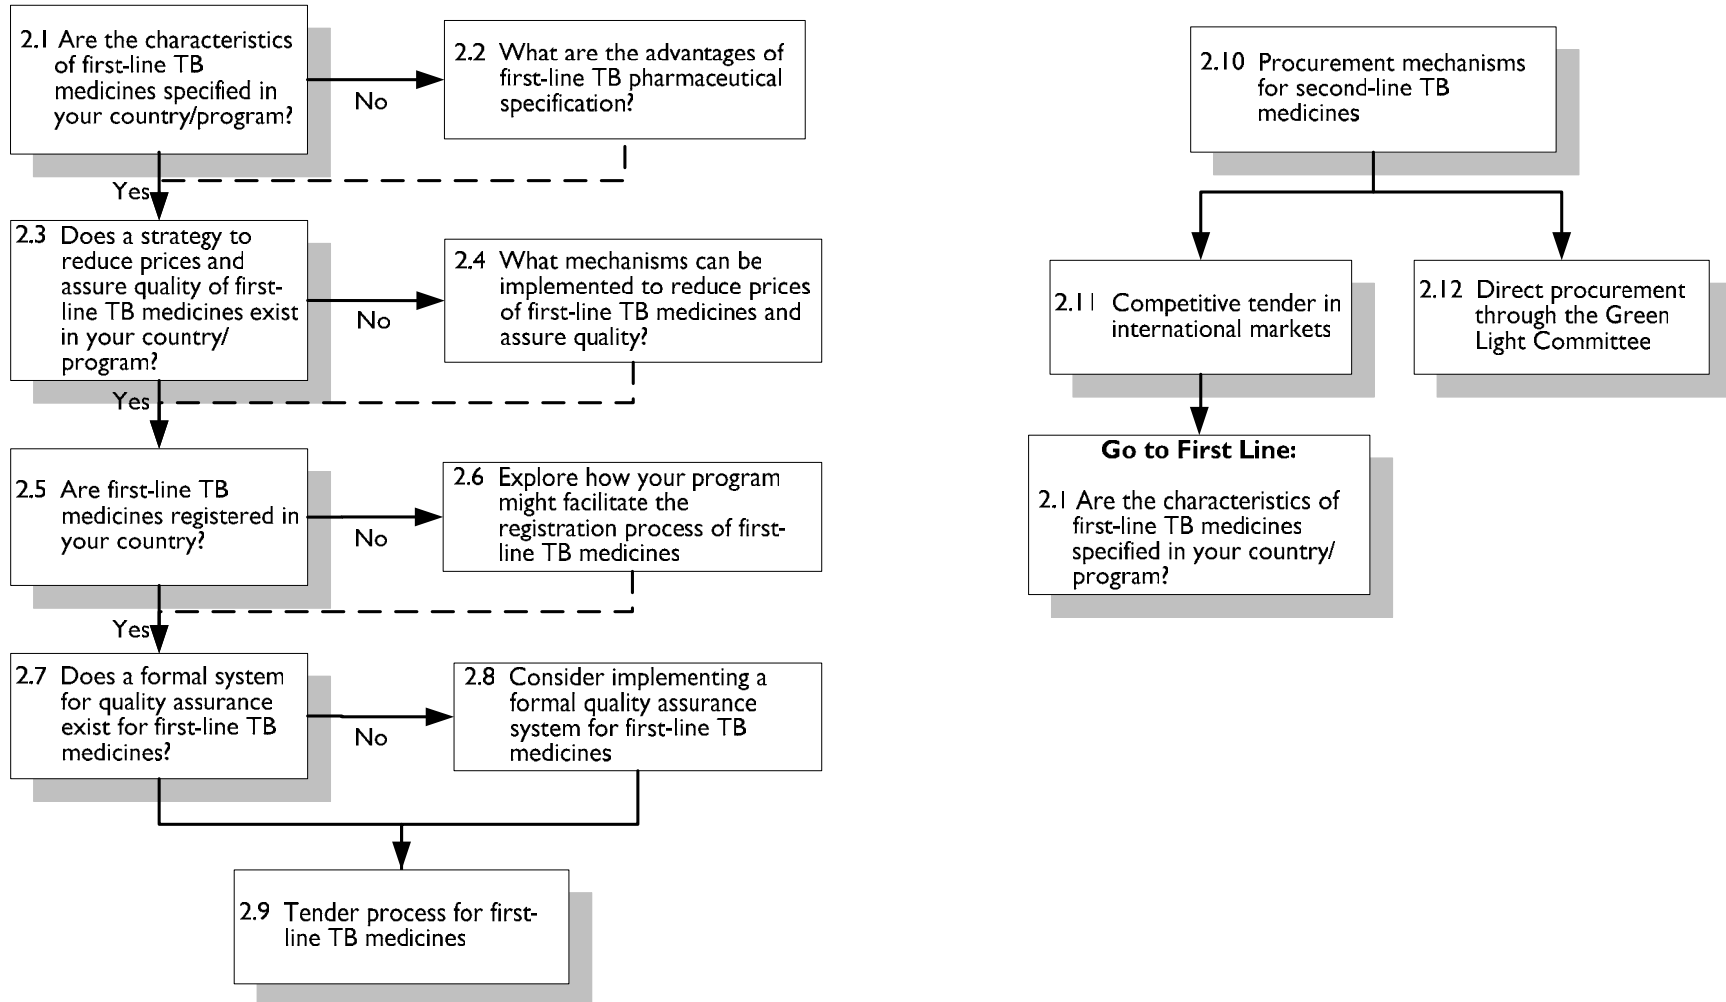 2.1 Are the characteristics
of first-line TB
medicines specified in
your country/program?
No
2.2 What are the advantages of
first-line TB pharmaceutical
specification?
Yes
2.3 Does a strategy to
reduce prices and
assure quality of first-
line TB medicines exist
in your country/
program?
No
2.4 What mechanisms can be
implemented to reduce prices
of first-line TB medicines and
assure quality?
Yes
2.5 Are first-line TB
medicines registered in
your country?
No
2.6 Explore how your program
might facilitate the
registration process of first-
line TB medicines
Yes
2.7 Does a formal system
for quality assurance
exist for first-line TB
medicines?
No
2.8 Consider implementing a
formal quality assurance
system for first-line TB
medicines
2.9 Tender process for first-
line TB medicines
2.10 Procurement mechanisms
for second-line TB
medicines
2.11 Competitive tender in
international markets
2.12 Direct procurement
through the Green
Light Committee
Go to First Line:
2.1 Are the characteristics of
first-line TB medicines
specified in your country/
program?